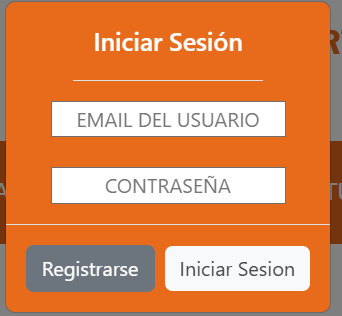 Iniciar Sesión
EMAIL DEL USUARIO
CONTRASEÑA
Registrarse
Iniciar Sesion